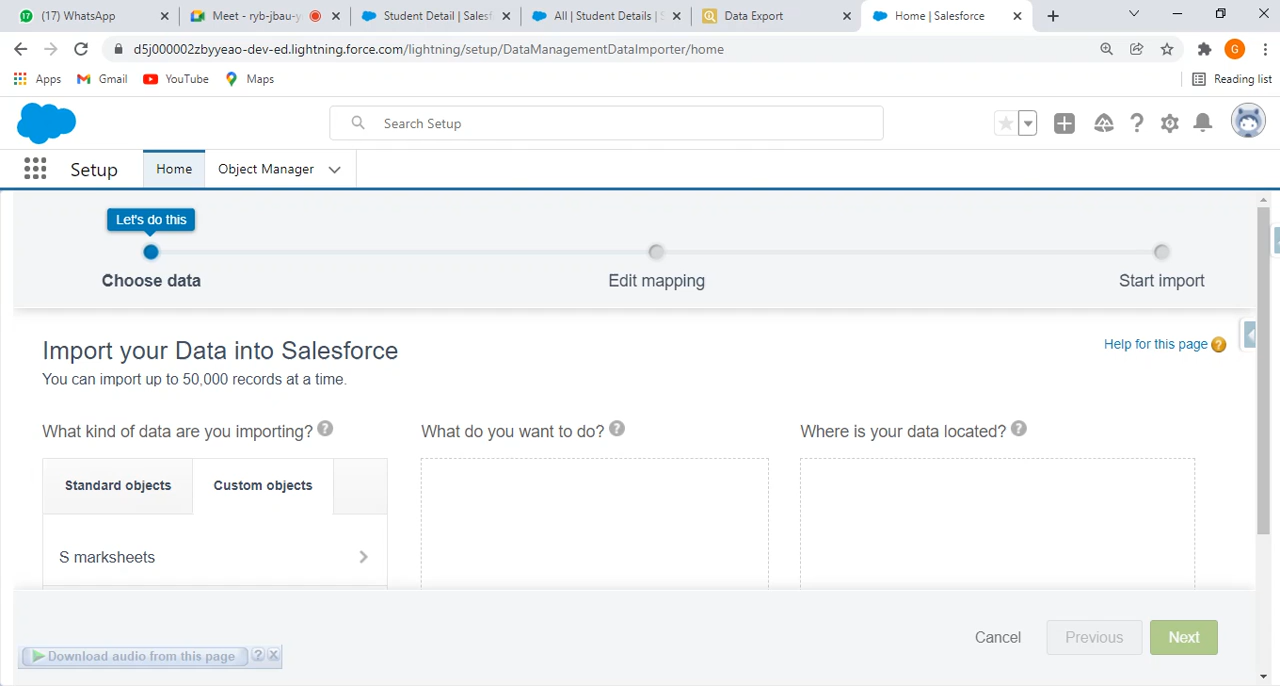 (17) WhatsApp
Meet - ryb-jbau-y
Student Detail | Salesf
All | Student Details | S
Data Export
Home | Salesforce
d5j000002zbyyeao-dev-ed.lightning.force.com/lightning/setup/DataManagementDataImporter/home
G
Apps
Gmail
YouTube
Maps
Reading list
Search Setup
Setup
Home
Object Manager
Let's do this
Choose data
Edit mapping
Start import
Import your Data into Salesforce
Help for this page ?
You can import up to 50,000 records at a time.
What kind of data are you importing? ?
What do you want to do? ?
Where is your data located? ?
Standard objects
Custom objects
S marksheets
Cancel
Previous
Next
Download audio from this page ? X